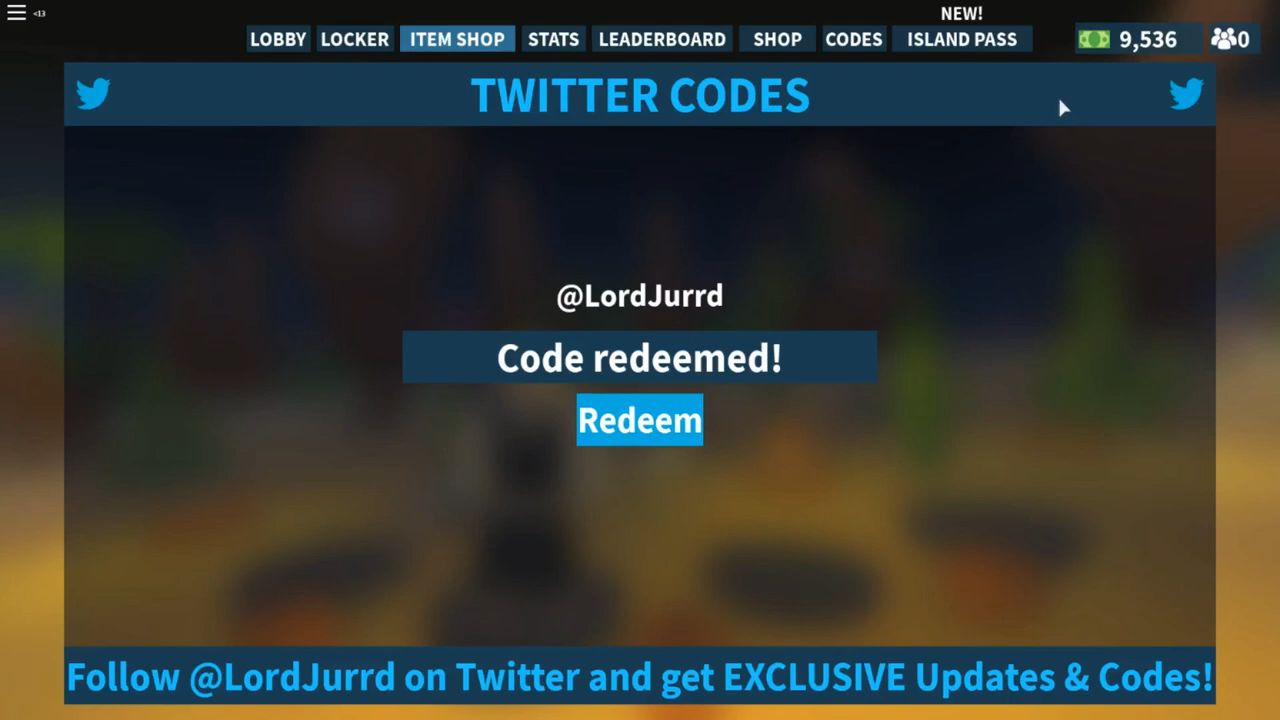 <13
NEW!
LOBBY LOCKER ITEM SHOP STATS LEADERBOARD SHOP CODES ISLAND PASS 9,536 0
TWITTER CODES
@LordJurrd
Code redeemed!
Redeem
Follow @LordJurrd on Twitter and get EXCLUSIVE Updates & Codes!